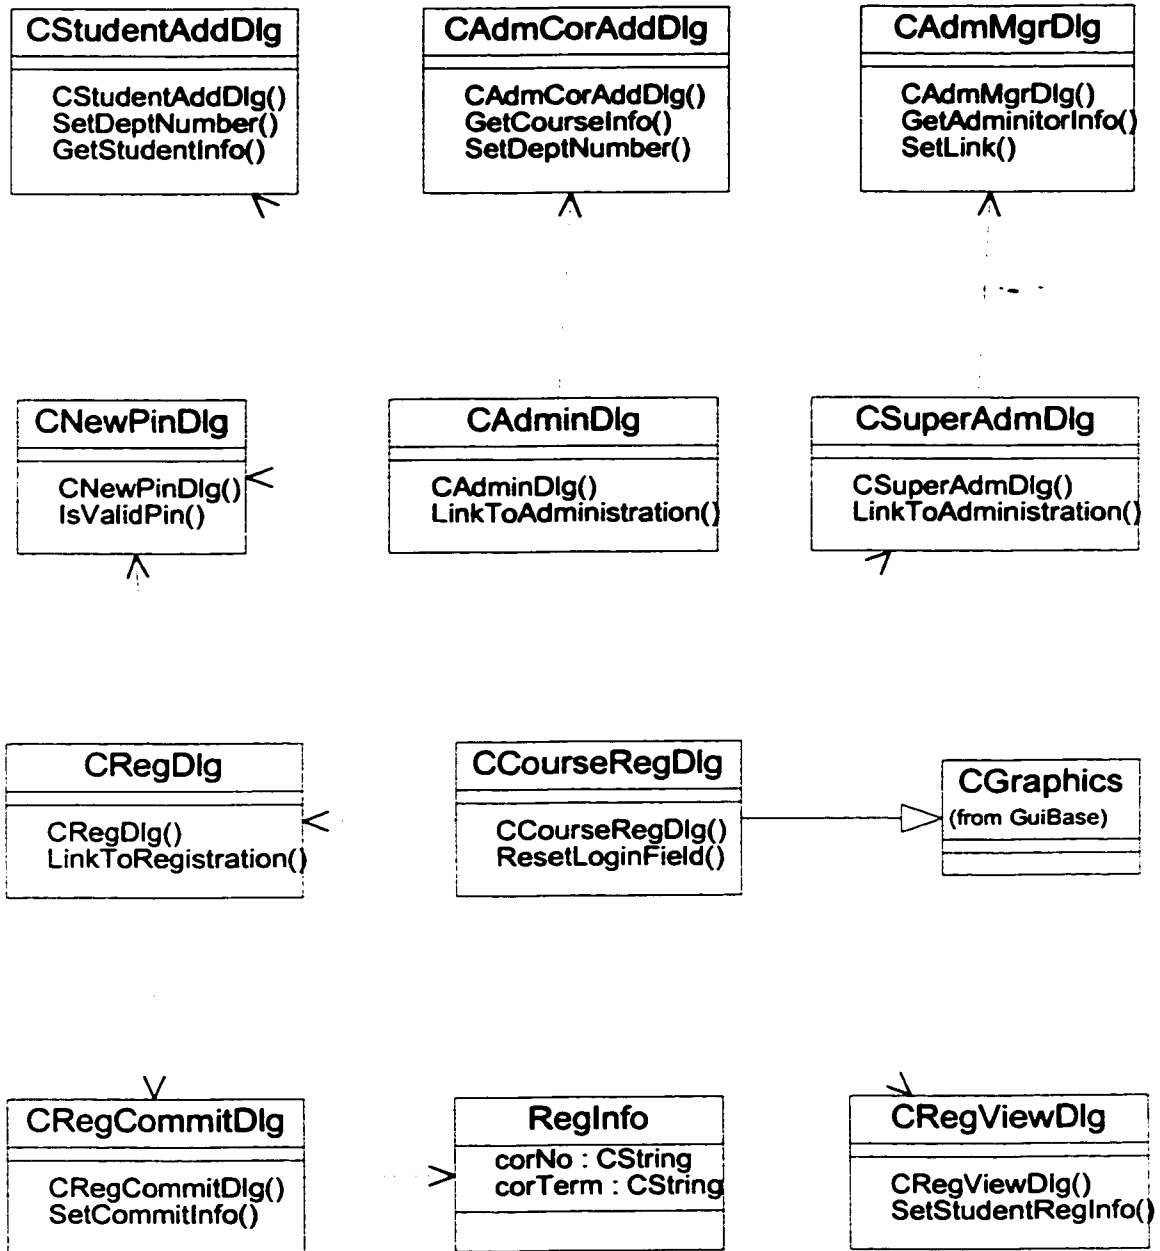 CStudentAddDlg
CStudentAddDlg()
SetDeptNumber()
GetStudentInfo()
CAdmCorAddDlg
CAdmCorAddDlg()
GetCourseInfo()
SetDeptNumber()
CAdmMgrDlg
CAdmMgrDlg()
GetAdminitorInfo()
SetLink()
CNewPinDlg
CNewPinDlg()
IsValidPin()
CAdminDlg
CAdminDlg()
LinkToAdministration()
CSuperAdmDlg
CSuperAdmDlg()
LinkToAdministration()
CRegDlg
CRegDlg()
LinkToRegistration()
CCourseRegDlg
CCourseRegDlg()
ResetLoginField()
CGraphics
(from GuiBase)
CRegCommitDlg
CRegCommitDlg()
SetCommitInfo()
RegInfo
corNo : CString
corTerm : CString
CRegViewDlg
CRegViewDlg()
SetStudentRegInfo()